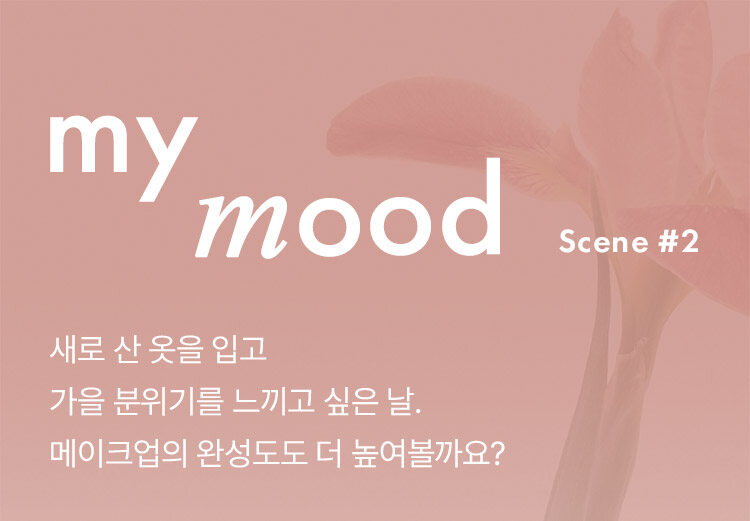 my
mood
Scene #2
새로 산 옷을 입고
가을 분위기를 느끼고 싶은 날.
메이크업의 완성도도 더 높여볼까요?